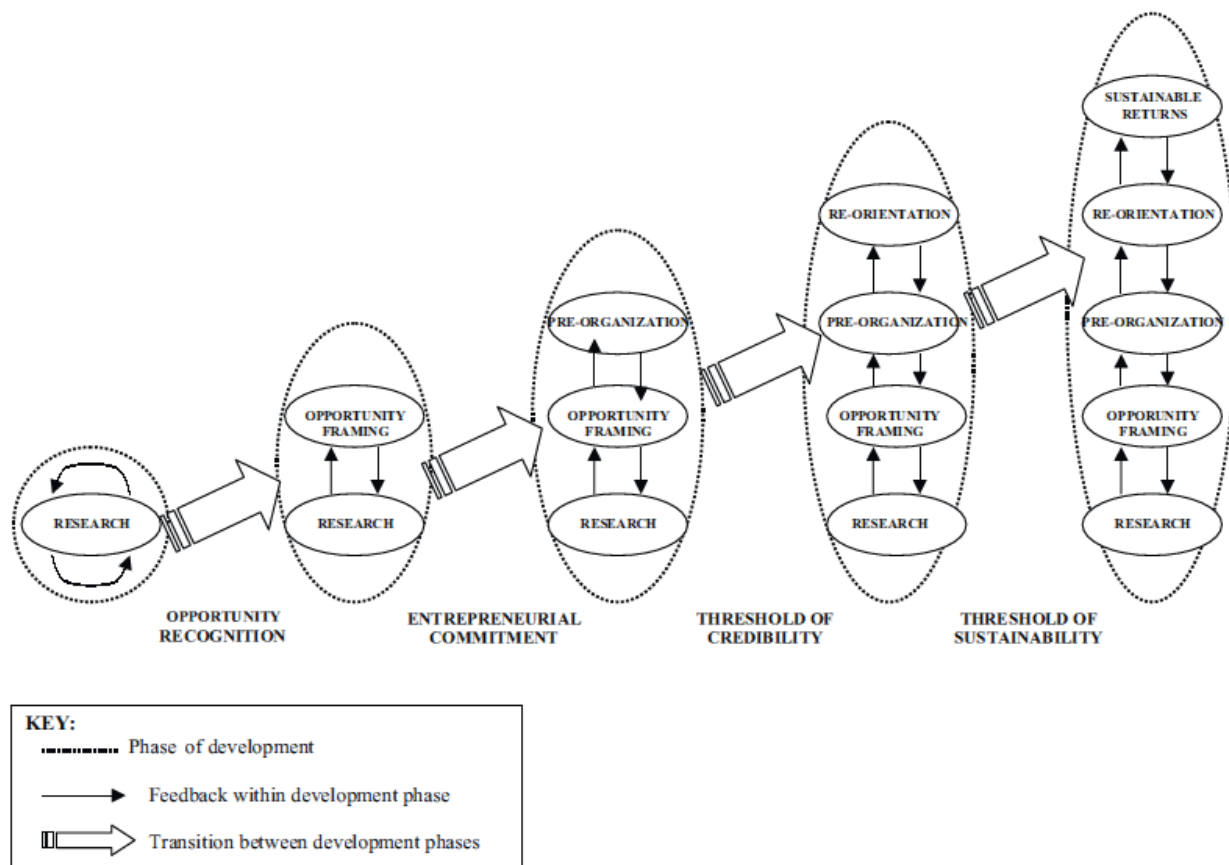 SUSTAINABLE
RETURNS
RE-ORIENTATION
RE-ORIENTATION
PRE-ORGANIZATION
PRE-ORGANIZATION
PRE-ORGANIZATION
OPPORTUNITY
FRAMING
OPPORTUNITY
FRAMING
OPPORTUNITY
FRAMING
OPPORUNITY
FRAMING
RESEARCH
RESEARCH
RESEARCH
RESEARCH
RESEARCH
OPPORTUNITY
RECOGNITION
ENTREPRENEURIAL
COMMITMENT
THRESHOLD OF
CREDIBILITY
THRESHOLD OF
SUSTAINABILITY
KEY:
Phase of development
Feedback within development phase
Transition between development phases